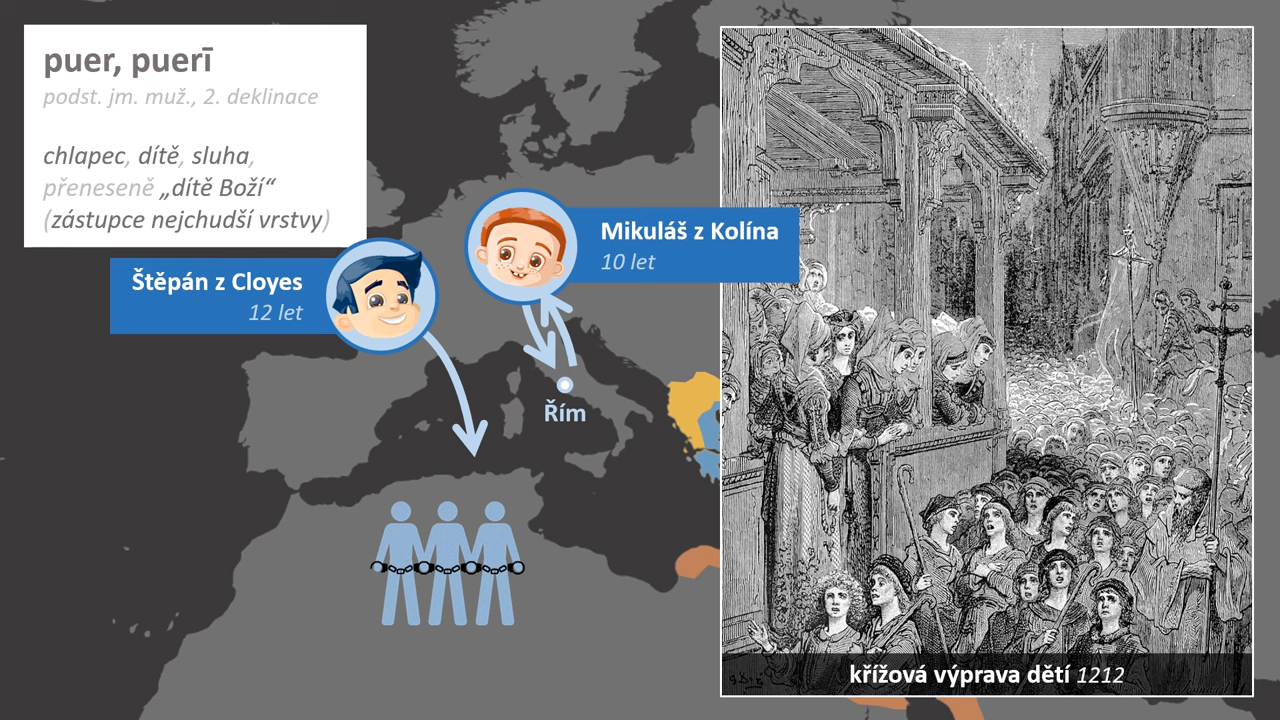 puer, puerī
podst. jm. muž., 2. deklinace
chlapec, dítě, sluha,
přeneseně „dítě Boží“
(zástupce nejchudší vrstvy)
Štěpán z Cloyes
12 let
Mikuláš z Kolína
10 let
Řím
křížová výprava dětí 1212